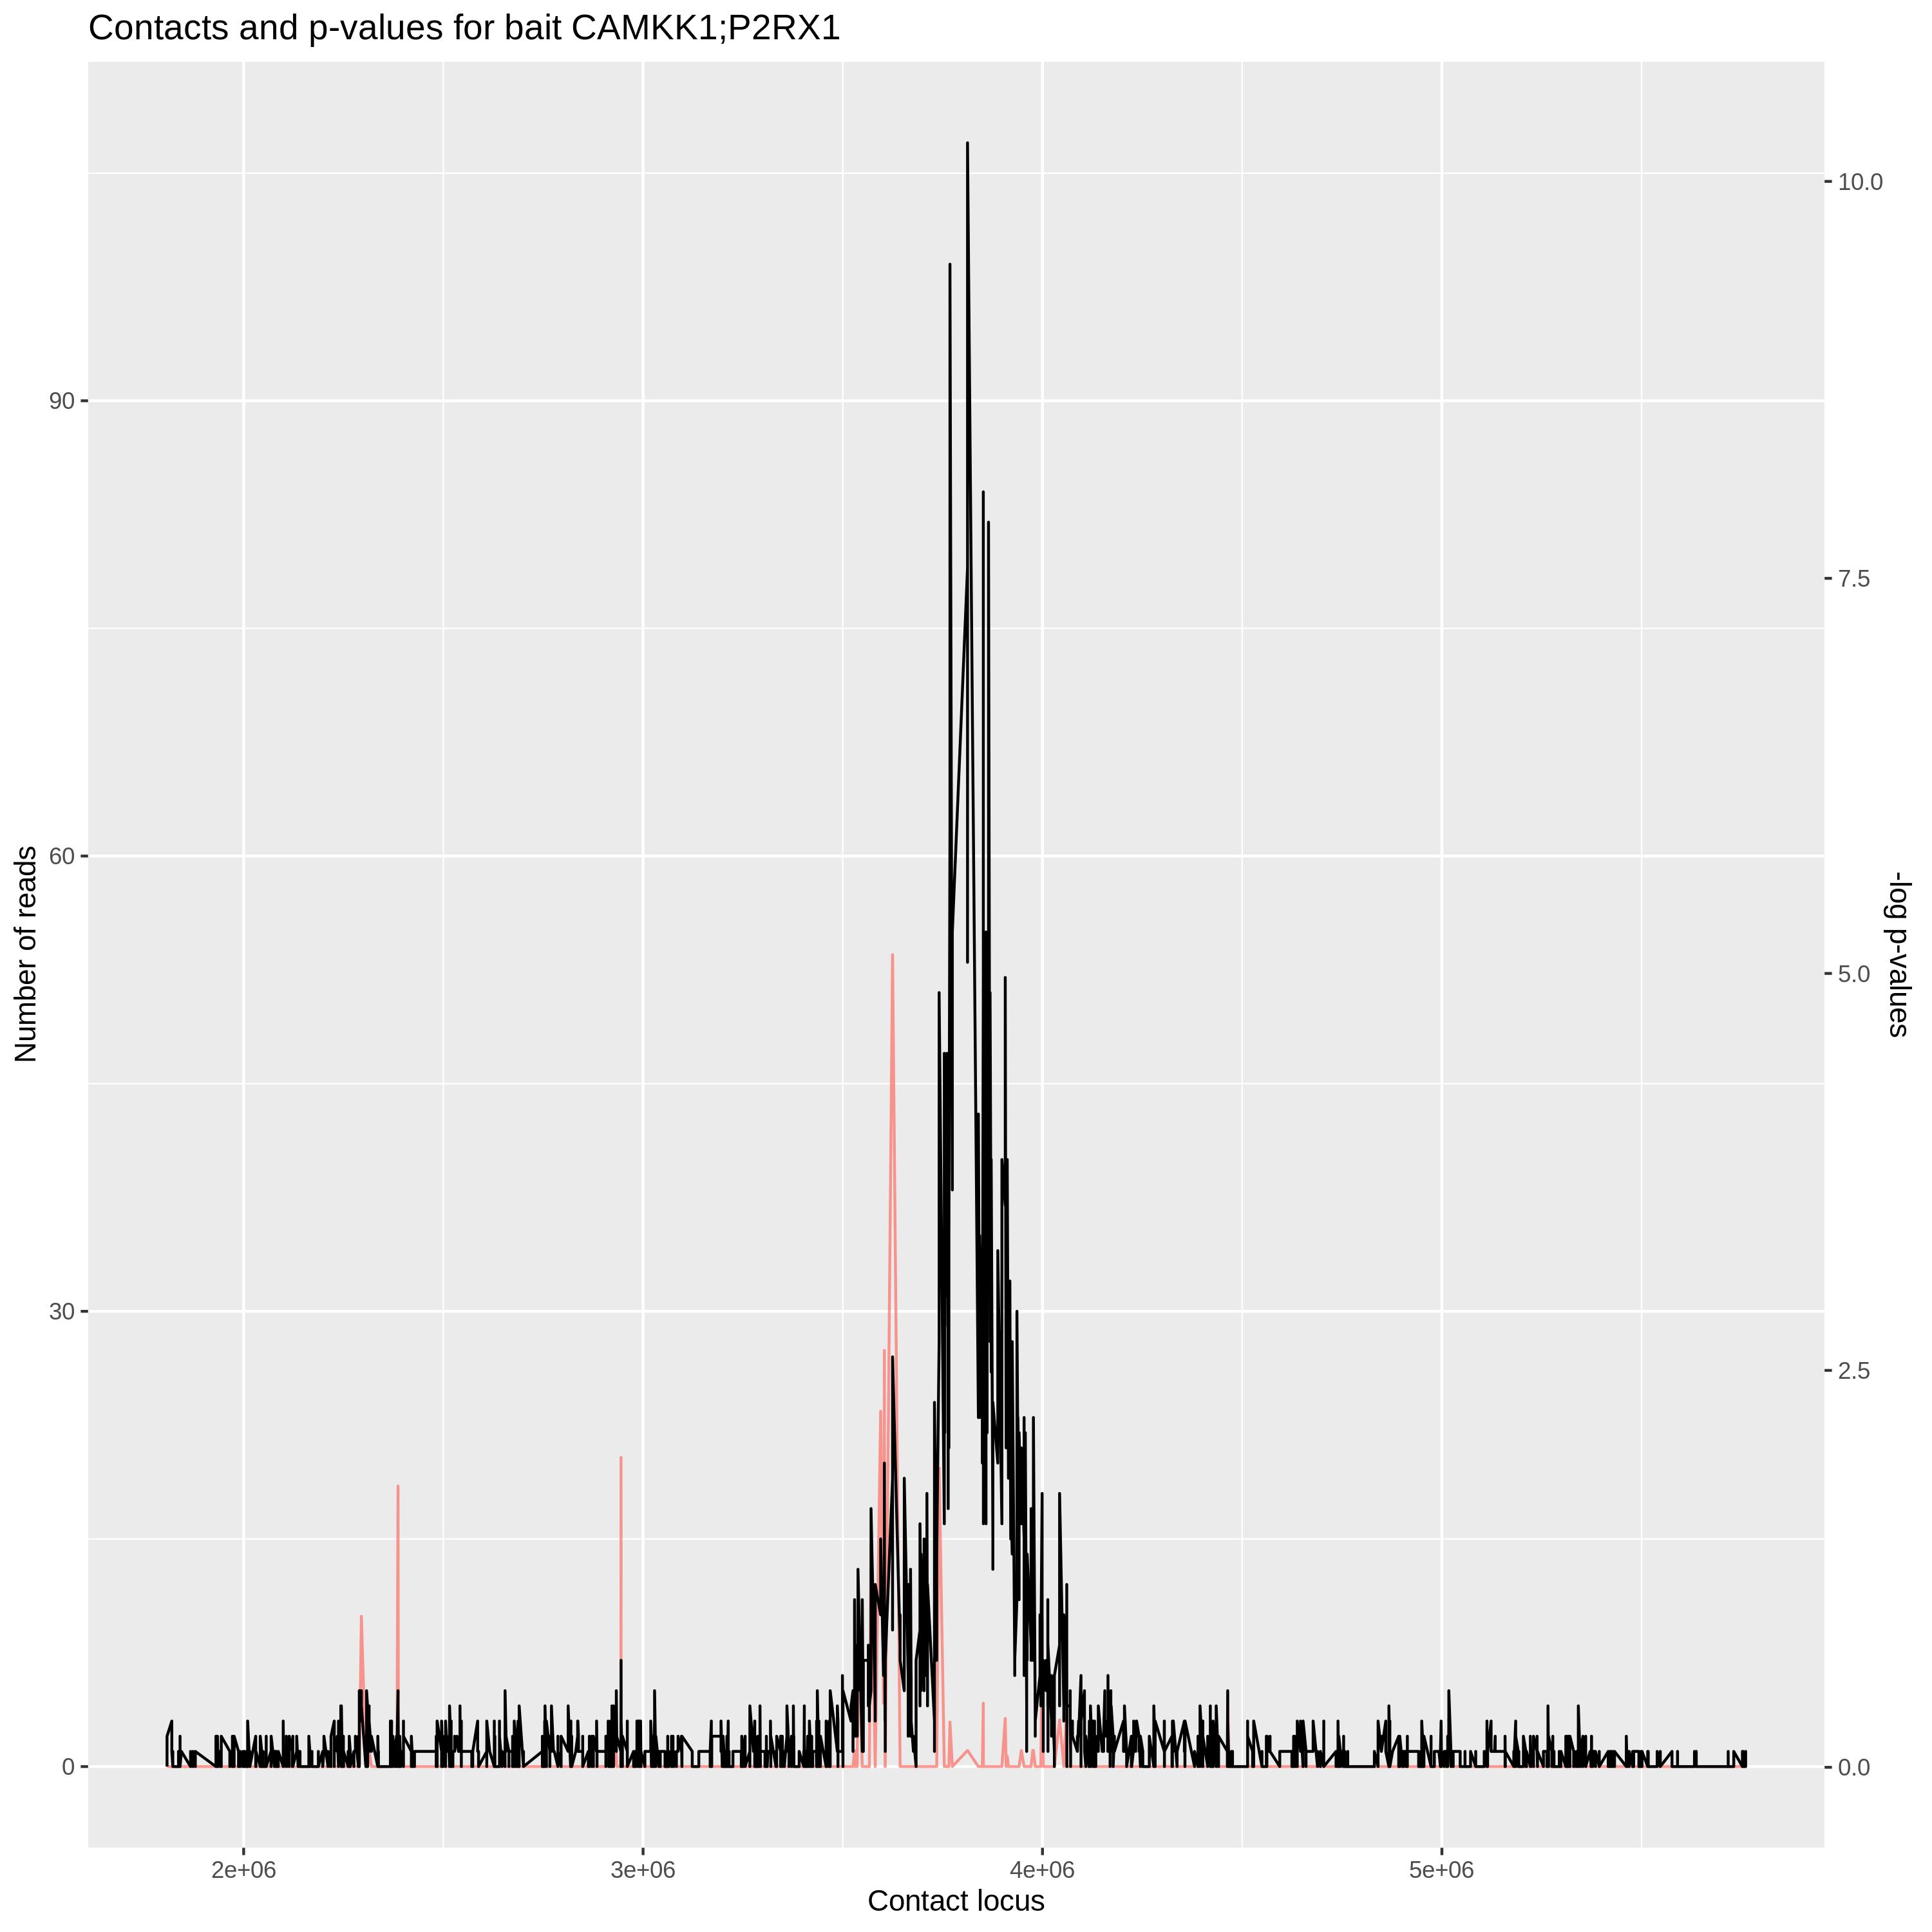 Contacts and p-values for bait CAMKK1;P2RX1
Number of reads
90
60
30
0
10.0
7.5
5.0
2.5
0.0
-log p-values
2e+06
3e+06
4e+06
5e+06
Contact locus